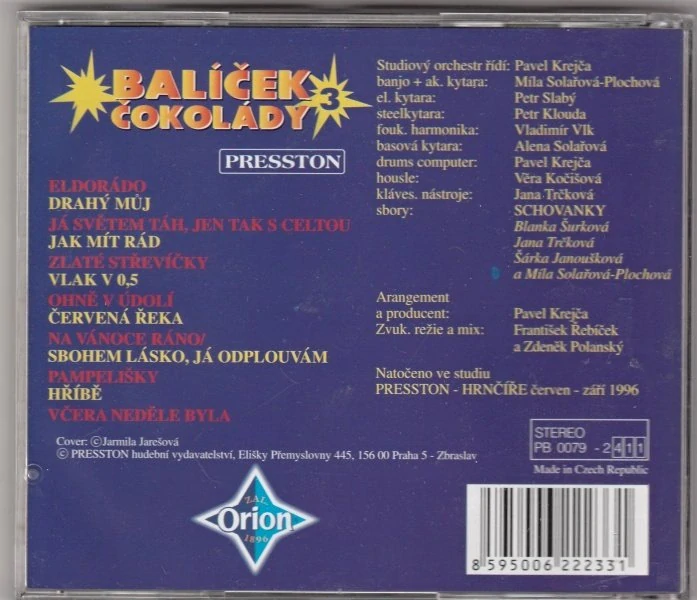 BALÍČEK
ČOKOLÁDY 3
PRESSTON
ELDORÁDO
DRAHÝ MŮJ
JÁ SVĚTEM TÁH, JEN TAK S CELTOU
JAK MÍT RÁD
ZLATÉ STŘEVÍČKY
VLAK V 0,5
OHNĚ V ÚDOLÍ
ČERVENÁ ŘEKA
NA VÁNOCE RÁNO/
SBOHEM LÁSKO, JÁ ODPLOUVÁM
PAMPELIŠKY
HŘÍBĚ
VČERA NEDĚLE BYLA
Studiový orchestr řídí: Pavel Krejča
banjo + ak. kytara: Míla Solařová-Plochová
el. kytara: Petr Slabý
steelkytara: Petr Klouda
fouk. harmonika: Vladimír Vlk
basová kytara: Alena Solařová
drums computer: Pavel Krejča
housle: Věra Kočišová
kláves. nástroje: Jana Trčková
sbory: SCHOVANKY
Blanka Šurková
Jana Trčková
Šárka Janoušková
a Míla Solařová-Plochová
Arangement
a producent: Pavel Krejča
Zvuk. režie a mix: František Řebíček
a Zdeněk Polanský
Natočeno ve studiu
PRESSTON - HRNČÍŘE červen - září 1996
Cover: ©Jarmila Jarešová
Ⓟ PRESSTON hudební vydavatelství, Elišky Přemyslovny 445, 156 00 Praha 5 - Zbraslav
STEREO
PB 0079 - 2411
Made in Czech Republic
ZAL.
Orion
1896
8 595006 222331